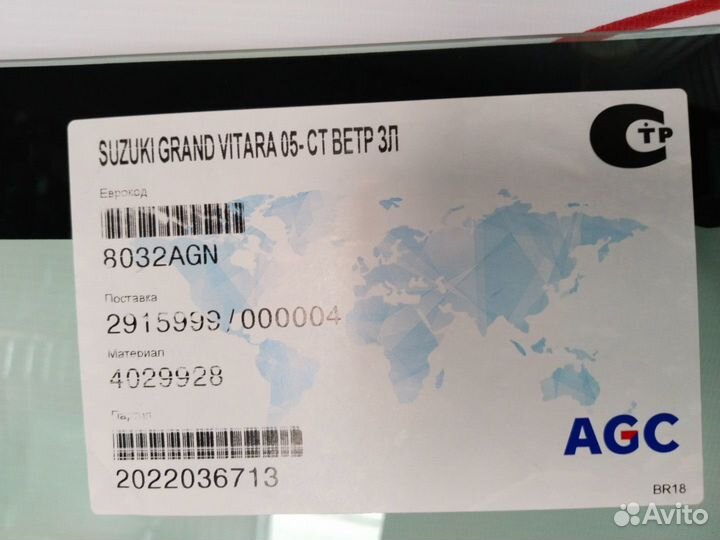 SUZUKI GRAND VITARA 05- СТ ВЕТР ЗЛ
ТР
Еврокод
8032AGN
Поставка
2915999/000004
Материал
4029928
2022036713
AGC
BR18
Avito